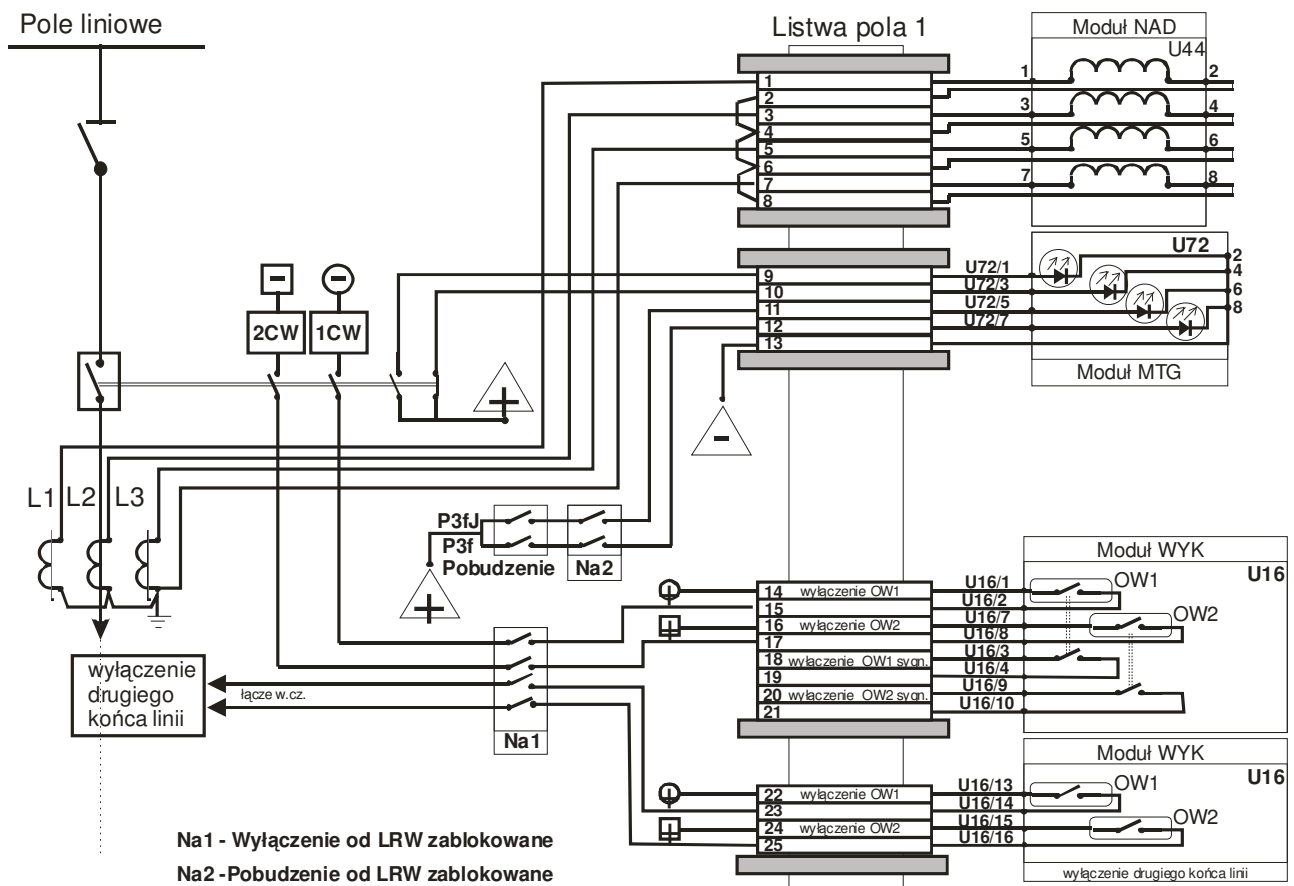 Pole liniowe
Listwa pola 1
Moduł NAD
U44
1
2
3
4
5
6
7
8
1
2
3
4
5
6
7
8
U72
9
10
11
12
13
U72/1
U72/3
U72/5
U72/7
2
4
6
8
Moduł MTG
-
-
2CW
1CW
+
-
L1
L2
L3
P3fJ
P3f
Pobudzenie
Na2
+
Moduł WYK
U16
14 wyłączenie OW1
15
16 wyłączenie OW2
17
18 wyłaczenie OW1 sygn.
19
20 wyłaczenie OW2 sygn.
21
U16/1
U16/2
U16/7
U16/8
U16/3
U16/4
U16/9
U16/10
OW1
OW2
wyłączenie
drugiego
końca linii
łącze w.cz.
Na1
Moduł WYK
U16
22 wyłączenie OW1
23
24 wyłączenie OW2
25
U16/13
U16/14
U16/15
U16/16
OW1
OW2
wyłączenie drugiego końca linii
Na1 - Wyłączenie od LRW zablokowane
Na2 -Pobudzenie od LRW zablokowane